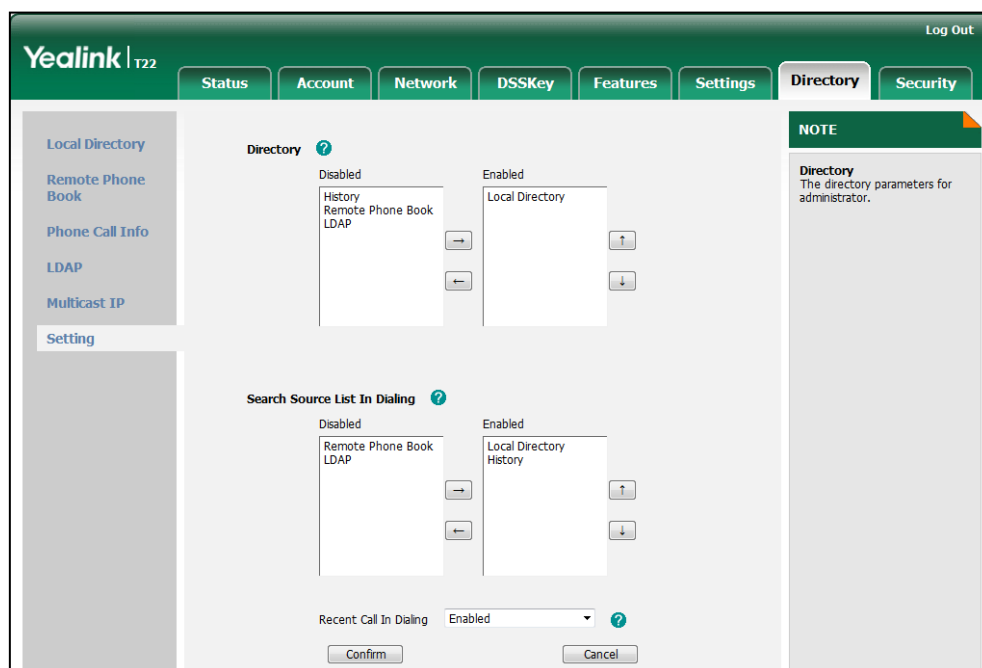 Log Out
Yealink T22
Status Account Network DSSKey Features Settings Directory Security
Local Directory
Remote Phone
Book
Phone Call Info
LDAP
Multicast IP
Setting
Directory ?
Disabled Enabled
History
Remote Phone Book
LDAP
Local Directory
→
←
↑
↓
Search Source List In Dialing ?
Disabled Enabled
Remote Phone Book
LDAP
Local Directory
History
→
←
↑
↓
Recent Call In Dialing Enabled ?
Confirm Cancel
NOTE
Directory
The directory parameters for
administrator.